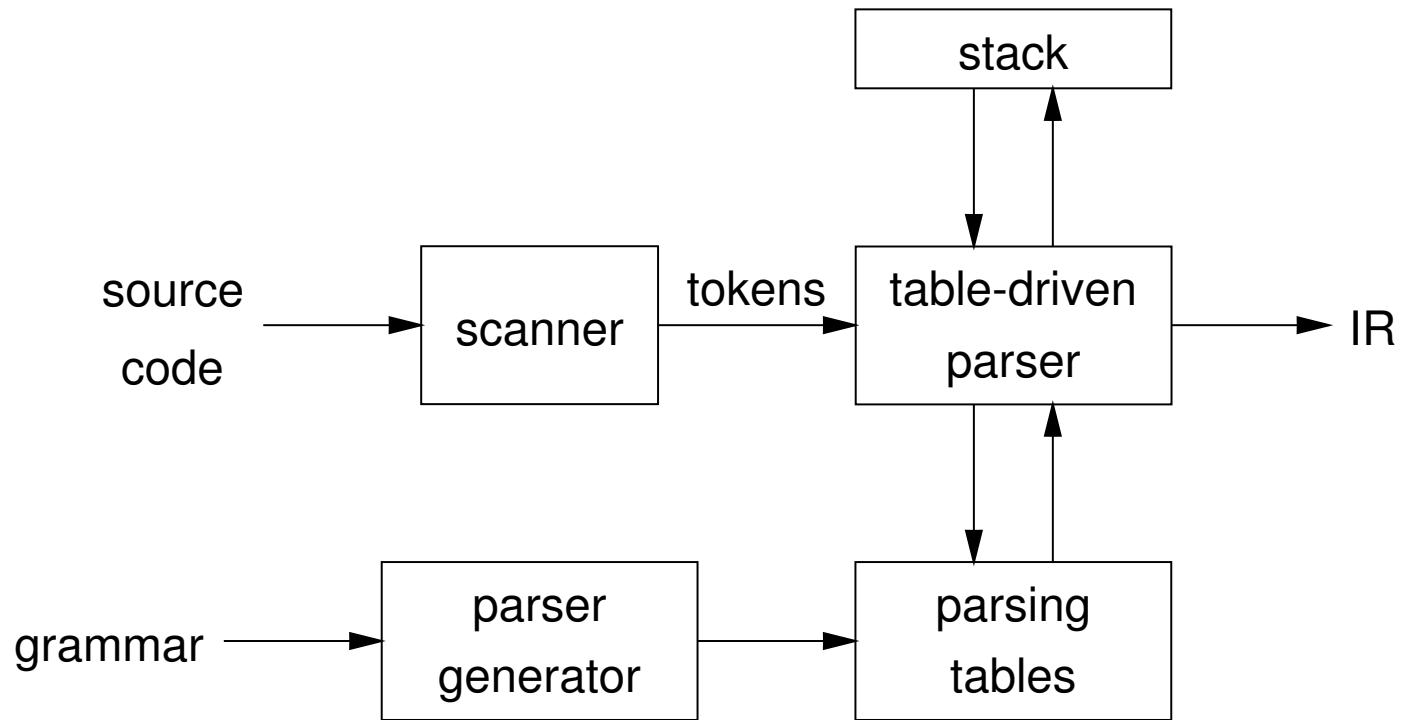 stack
source
code
scanner
tokens
table-driven
parser
IR
grammar
parser
generator
parsing
tables